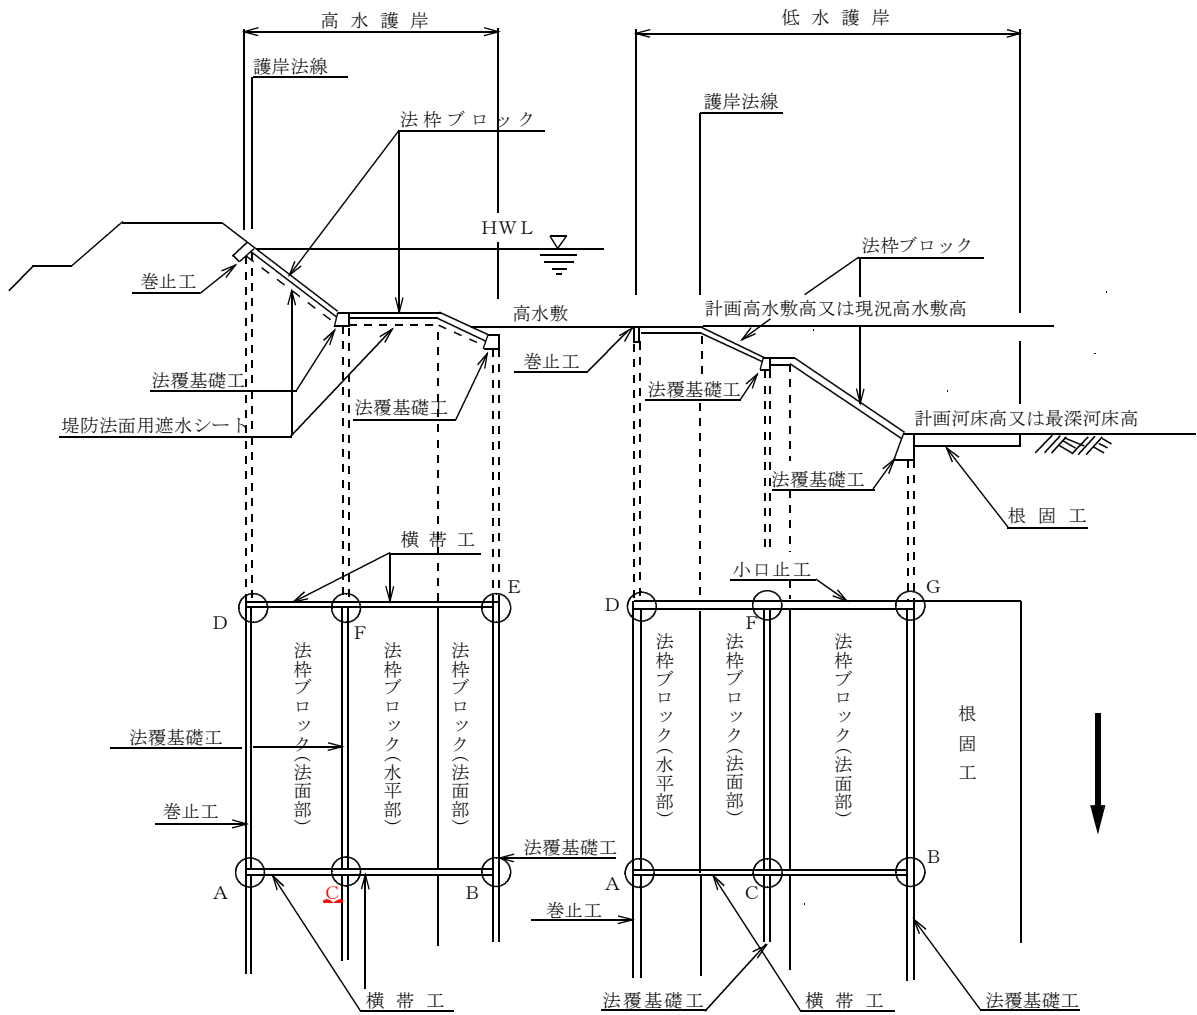 高水護岸
低水護岸
護岸法線
護岸法線
法枠ブロック
HWL
法枠ブロック
巻止工
高水敷
計画高水敷高又は現況高水敷高
巻止工
法覆基礎工
法覆基礎工
法覆基礎工
堤防法面用遮水シート
計画河床高又は最深河床高
法覆基礎工
根固工
横帯工
小口止工
D
F
E
D
F
G
法枠ブロック(法面部)
法枠ブロック(水平部)
法枠ブロック(法面部)
法枠ブロック(水平部)
法枠ブロック(法面部)
法枠ブロック(法面部)
根固工
法覆基礎工
巻止工
法覆基礎工
A
C
B
A
C
B
巻止工
横帯工
法覆基礎工
横帯工
法覆基礎工